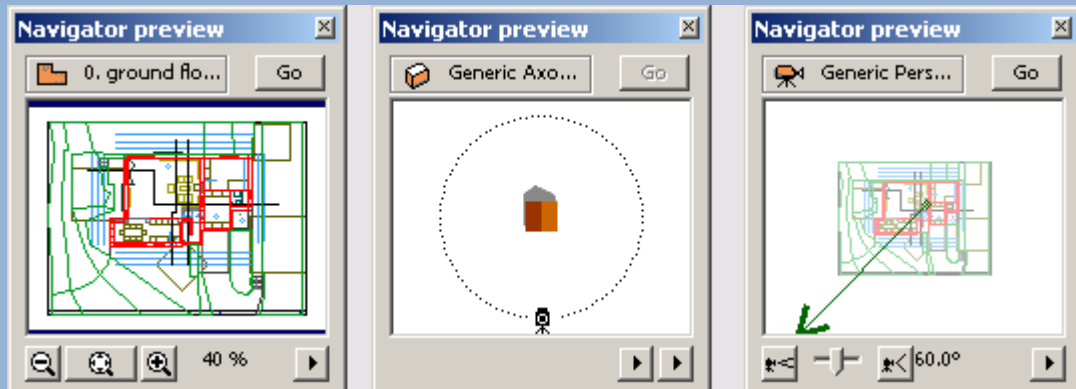 Navigator preview
0. ground flo...
Go
40 %
Navigator preview
Generic Axo...
Go
Navigator preview
Generic Pers...
Go
60.0°